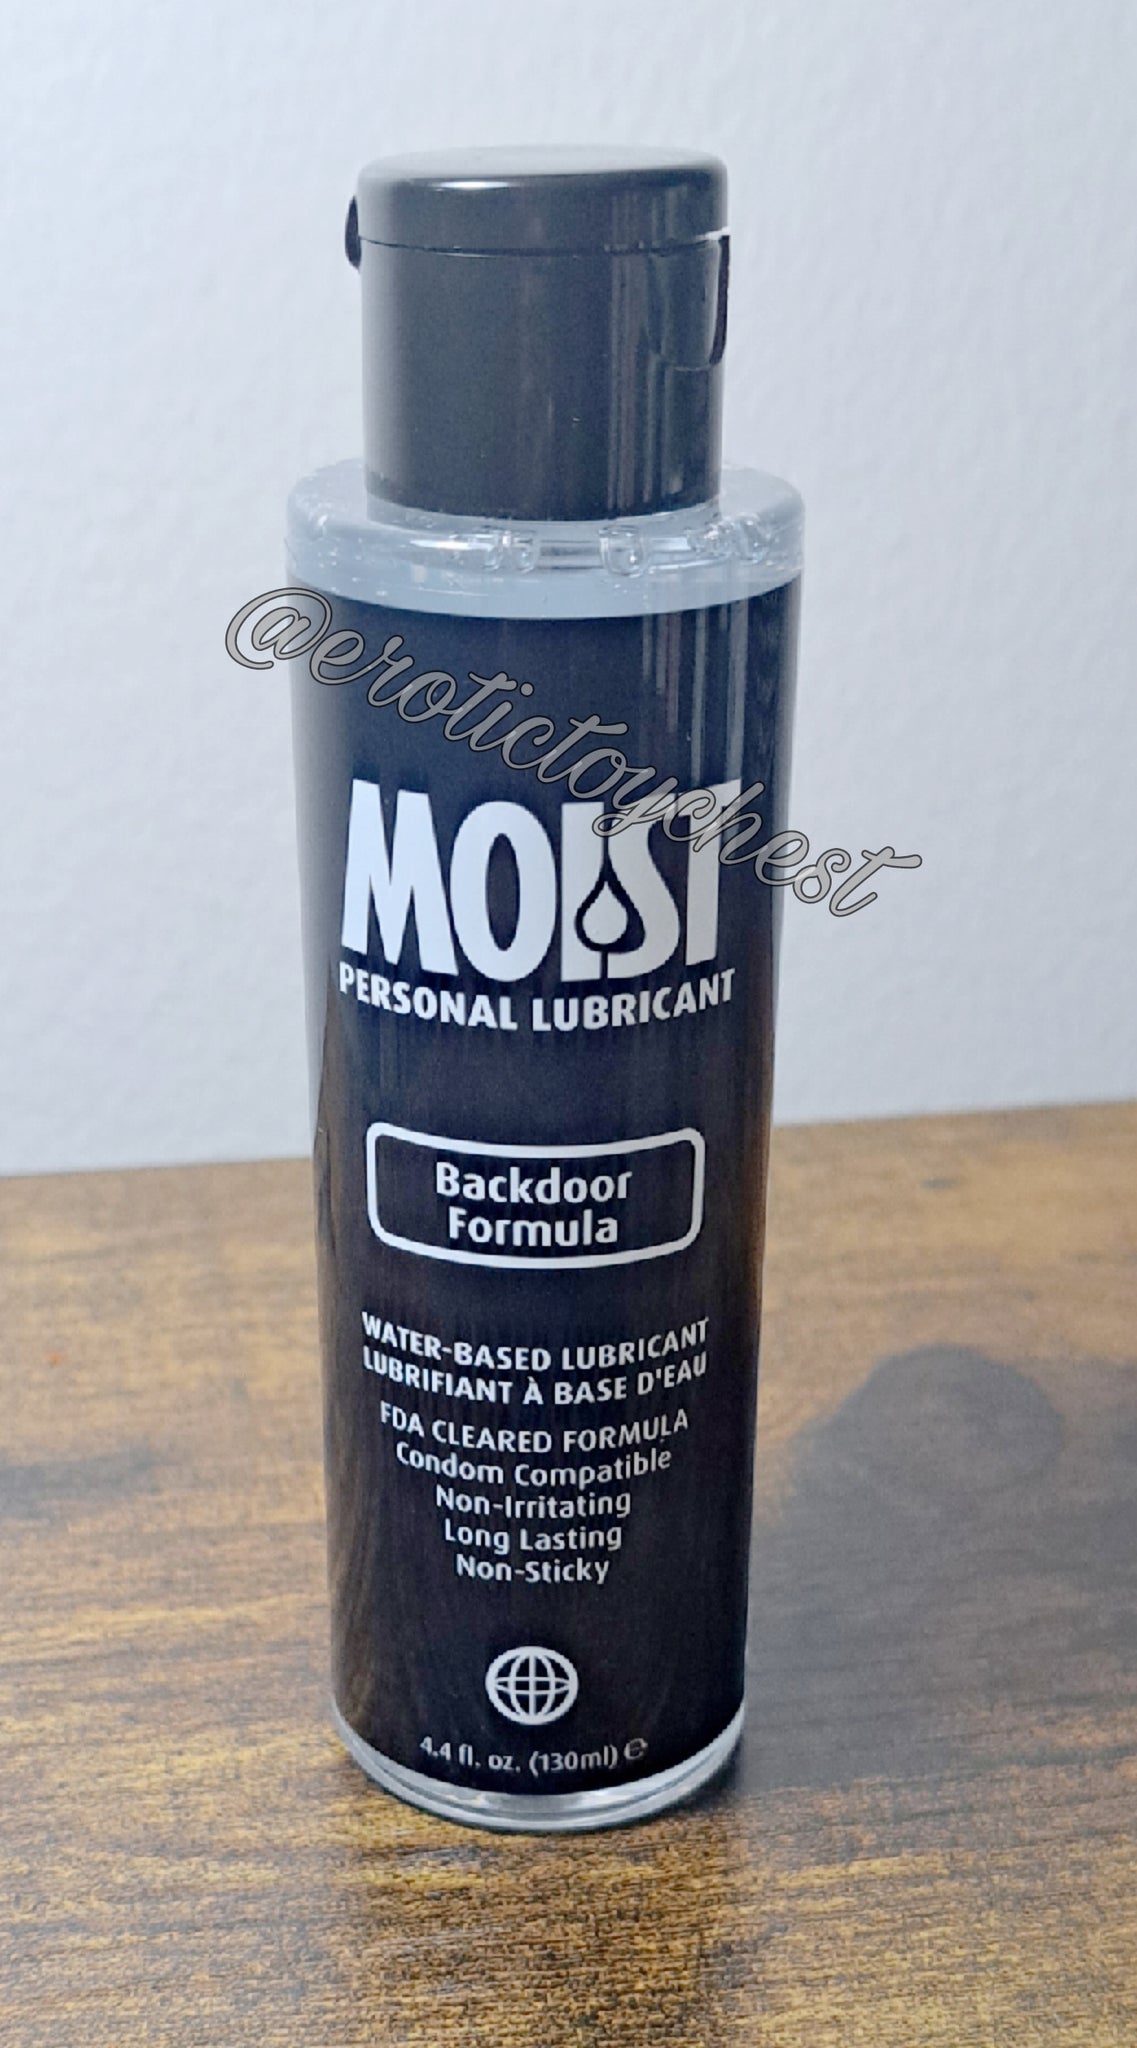 @erotictoychest
MOIST
PERSONAL LUBRICANT
Backdoor
Formula
WATER-BASED LUBRICANT
LUBRIFIANT À BASE D'EAU
FDA CLEARED FORMULA
Condom Compatible
Non-Irritating
Long Lasting
Non-Sticky
4.4 fl. oz. (130ml) ℮